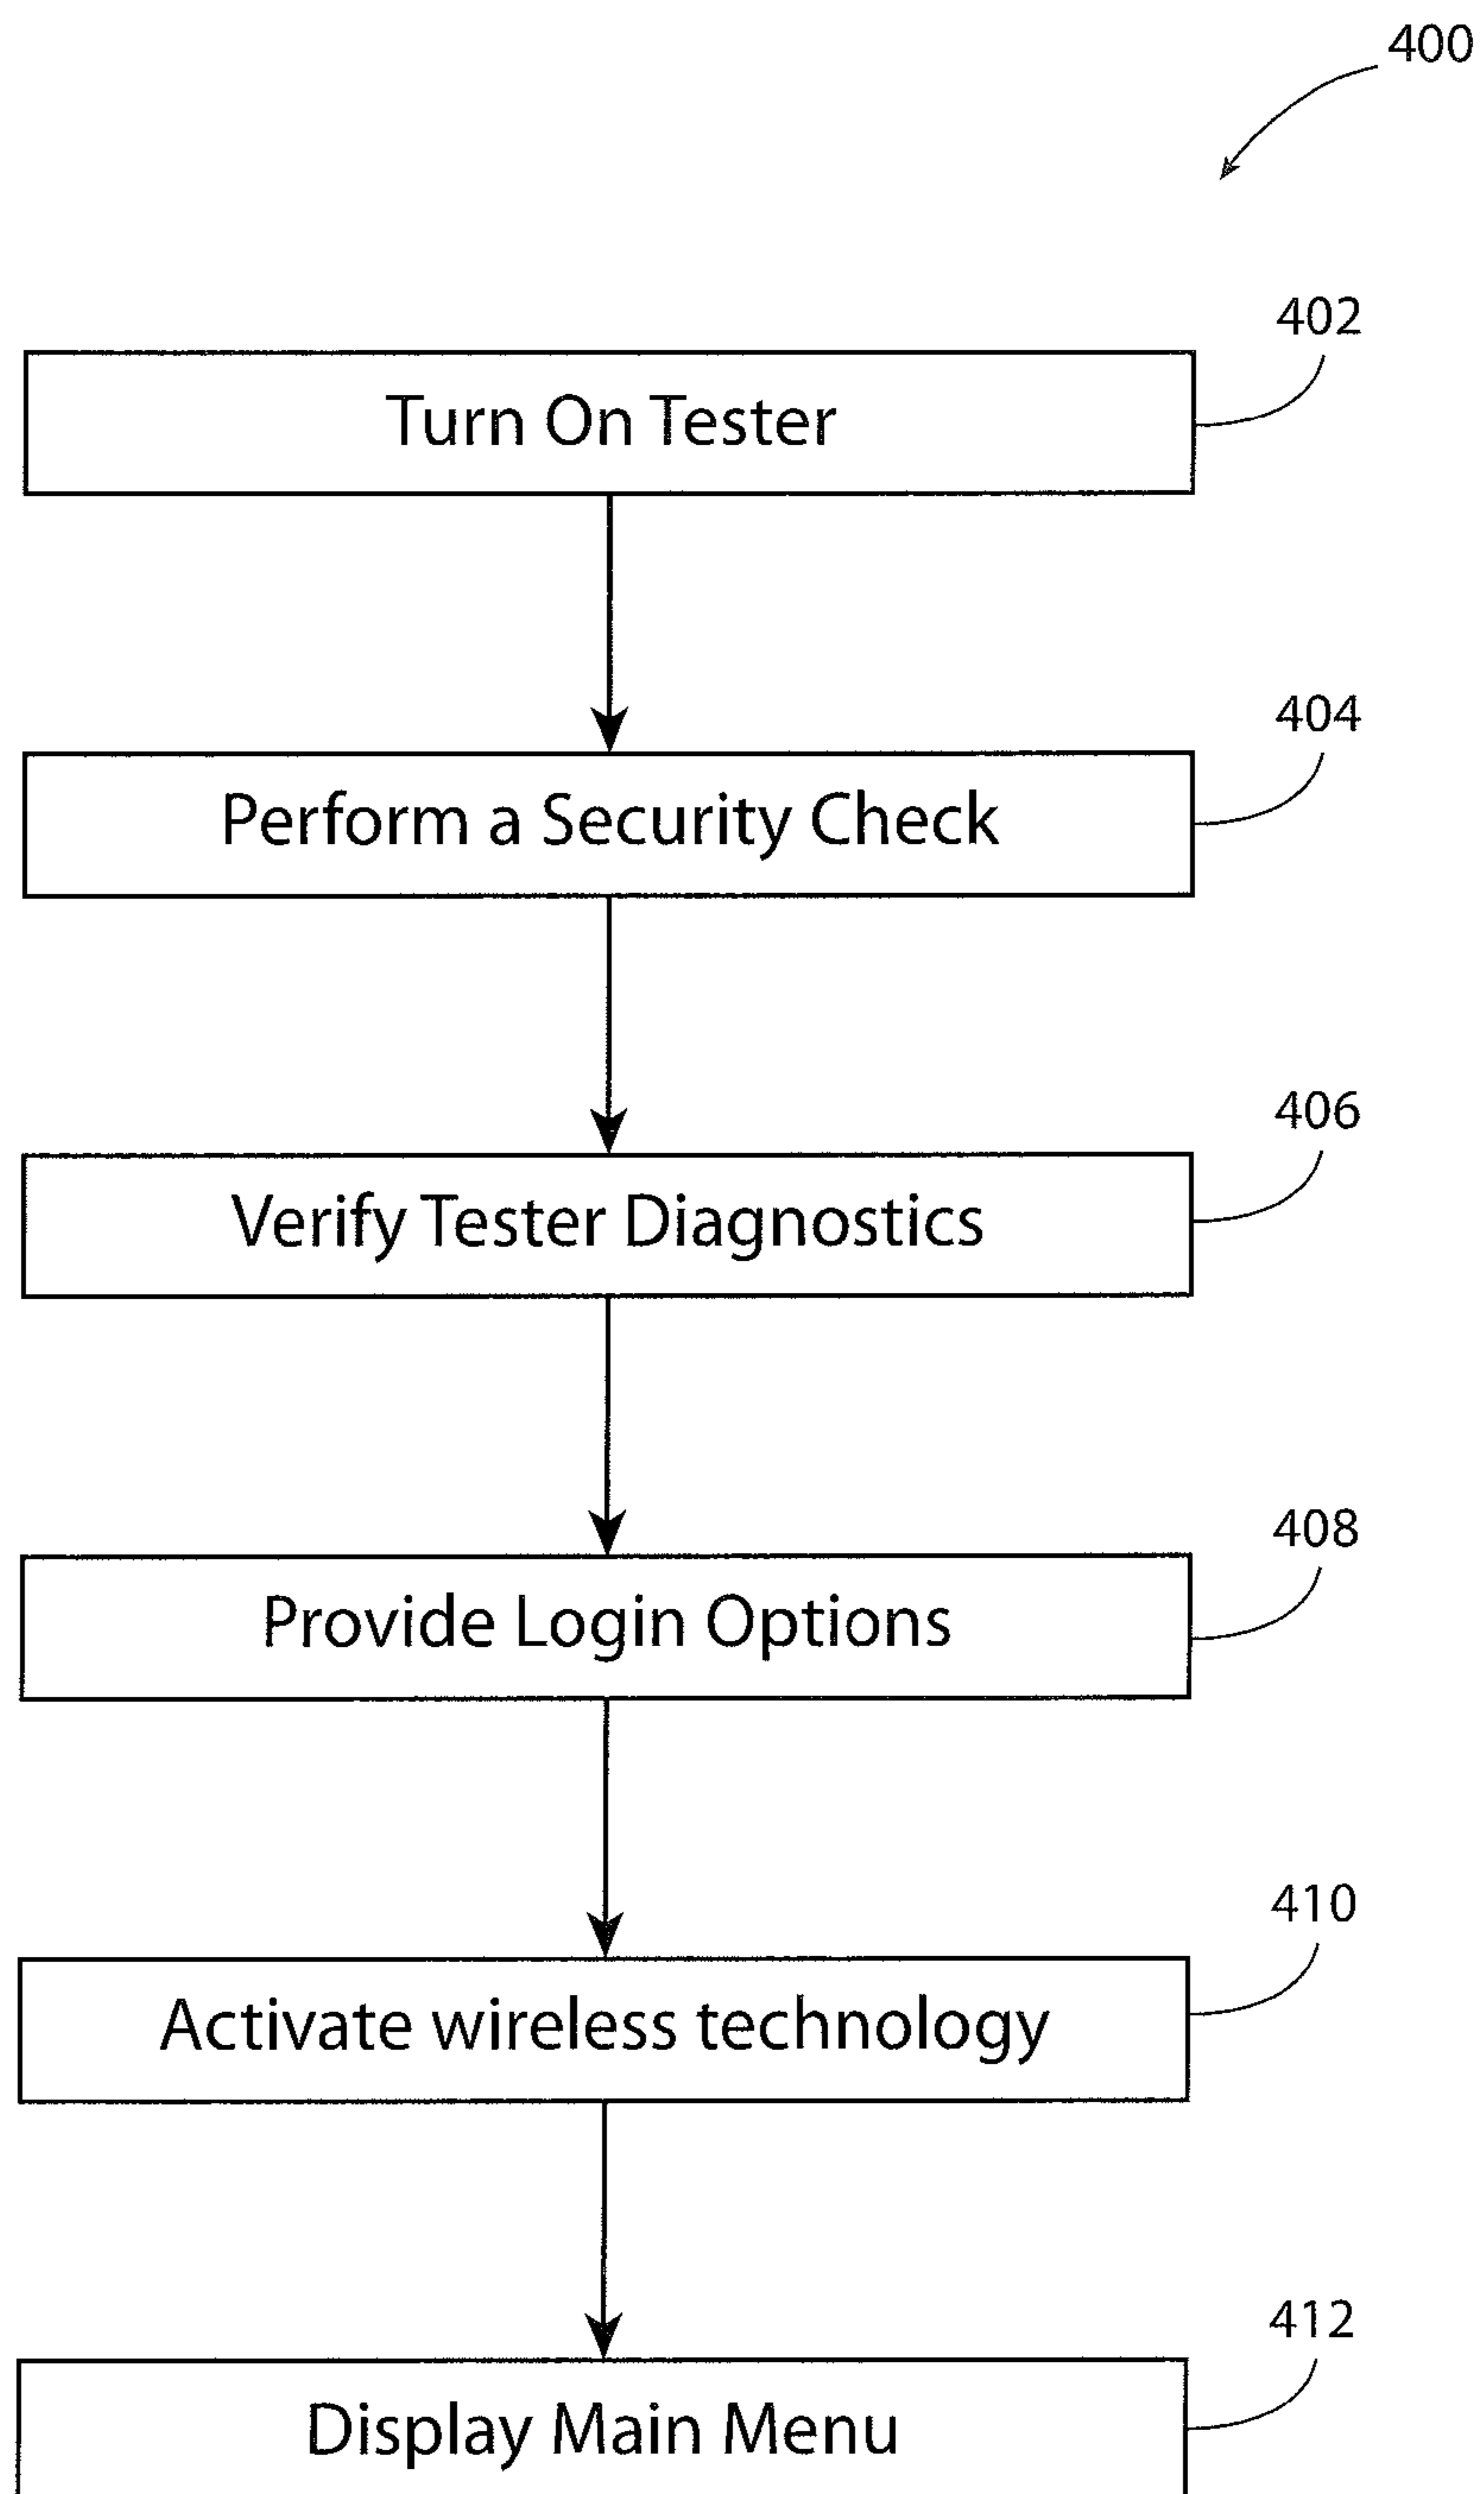 400
402
Turn On Tester
404
Perform a Security Check
406
Verify Tester Diagnostics
408
Provide Login Options
410
Activate wireless technology
412
Display Main Menu